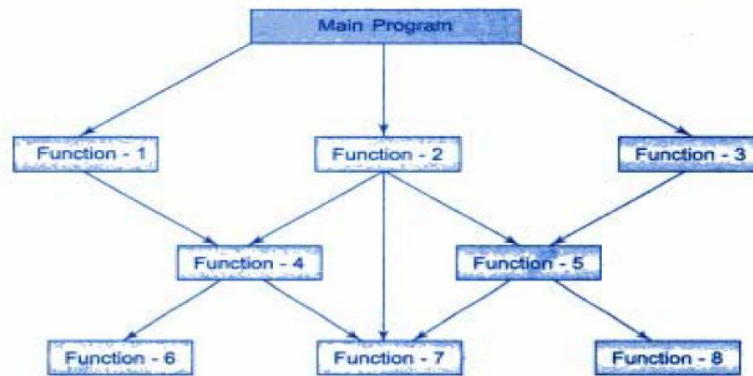 Main Program
Function - 1
Function - 2
Function - 3
Function - 4
Function - 5
Function - 6
Function - 7
Function - 8